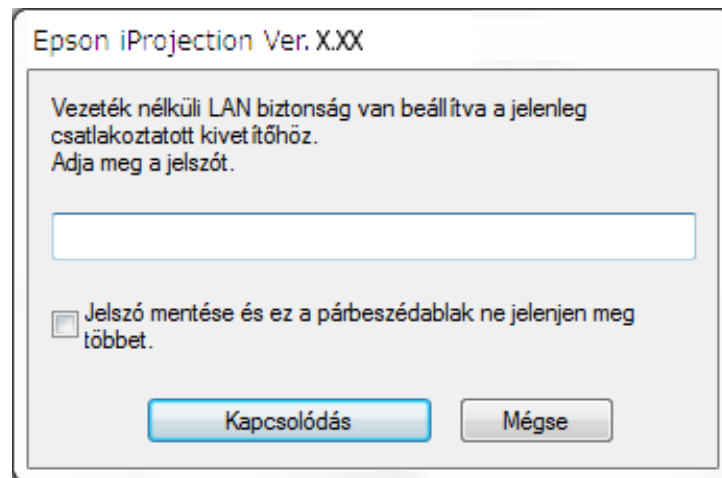 Epson iProjection Ver. X.XX
Vezeték nélküli LAN biztonság van beállítva a jelenleg
csatlakoztatott kivetítőhöz.
Adja meg a jelszót.
Jelszó mentése és ez a párbeszédablak ne jelenjen meg
többet.
Kapcsolódás
Mégse